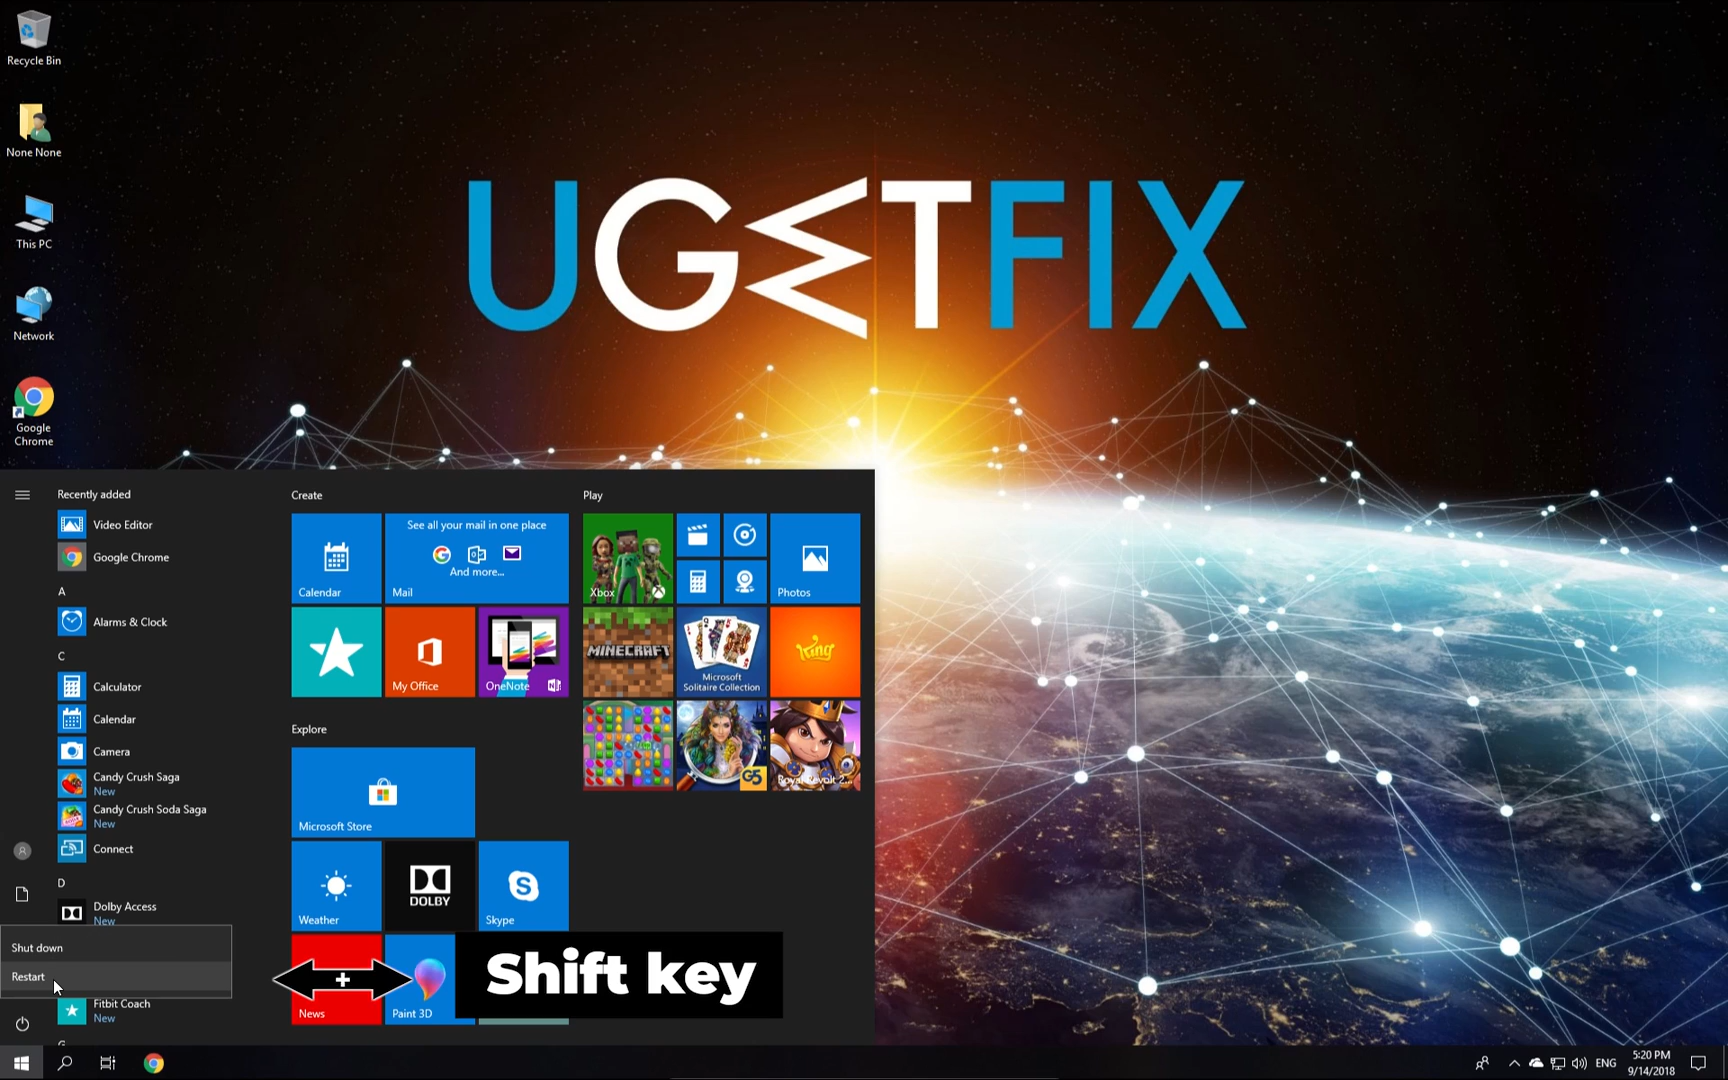 Recycle Bin
None None
This PC
Network
Google
Chrome
UGETFIX
Recently added
Video Editor
Google Chrome
A
Alarms & Clock
C
Calculator
Calendar
Camera
Candy Crush Saga
New
Candy Crush Soda Saga
New
Connect
D
Dolby Access
New
Shut down
Restart
Fitbit Coach
New
Create
Calendar
See all your mail in one place
And more...
Mail
My Office
OneNote
Explore
Microsoft Store
Weather
DOLBY
Skype
News
Paint 3D
Play
Xbox
Photos
MINECRAFT
Microsoft
Solitaire Collection
King
G5
Royal Revolt 2...
+
Shift key
ENG
5:20 PM
9/14/2018